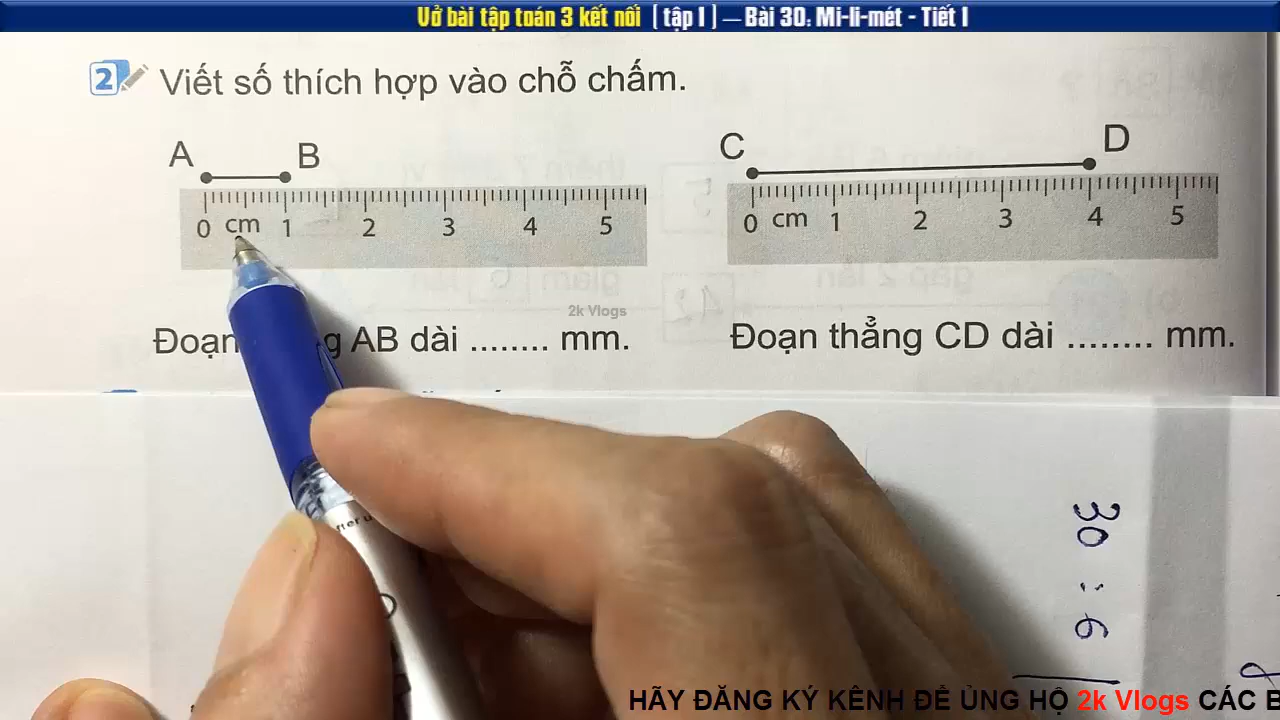 Vở bài tập toán 3 kết nối ( tập 1 ) – Bài 30: Mi-li-mét - Tiết 1
2 Viết số thích hợp vào chỗ chấm.
A B
0 cm 1 2 3 4 5
C D
0 cm 1 2 3 4 5
2k Vlogs
AB dài ........ mm.
Đoạn thẳng CD dài ........ mm.
30 : 6
HÃY ĐĂNG KÝ KÊNH ĐỂ ỦNG HỘ 2k Vlogs CÁC